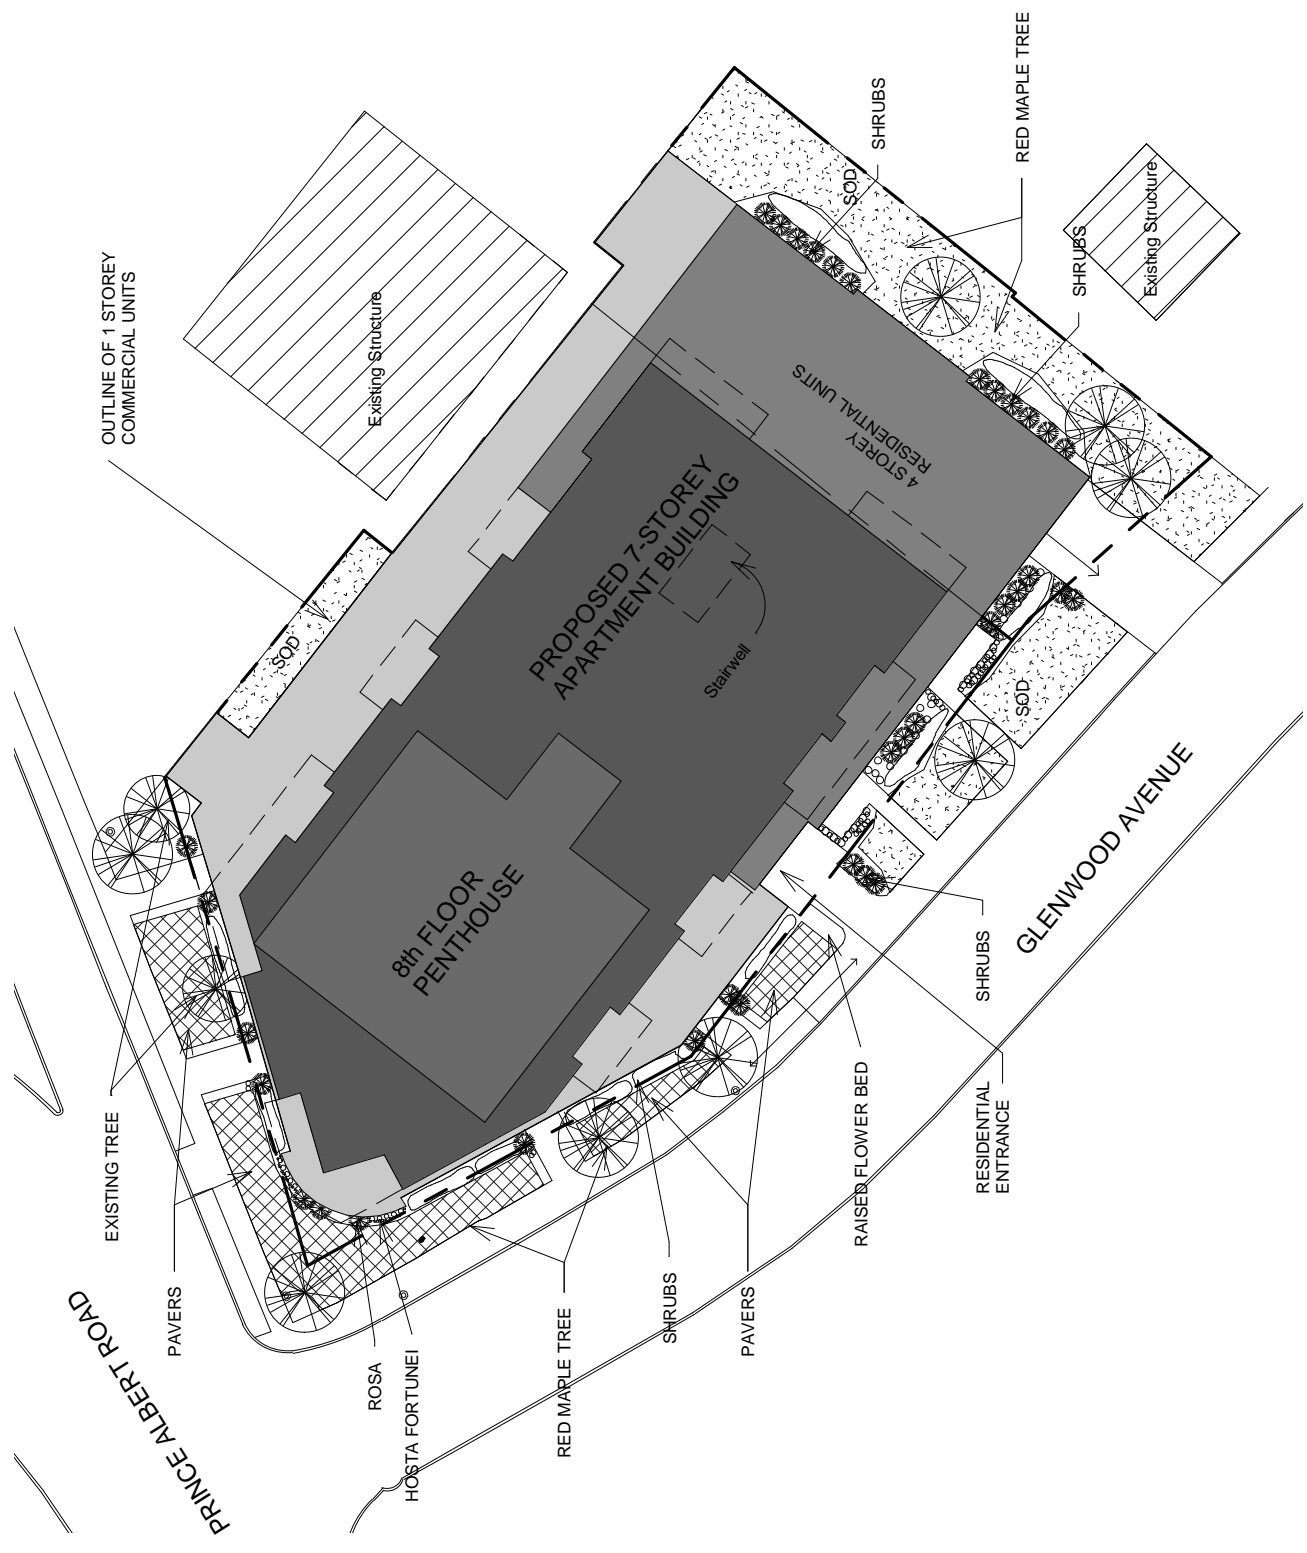 RED MAPLE TREE
SHRUBS
SOD
SHRUBS
Existing Structure
OUTLINE OF 1 STOREY
COMMERCIAL UNITS
Existing Structure
4 STOREY
RESIDENTIAL UNITS
PROPOSED 7-STOREY
APARTMENT BUILDING
Stairwell
SOD
SOD
8th FLOOR
PENTHOUSE
GLENWOOD AVENUE
SHRUBS
RESIDENTIAL
ENTRANCE
RAISED FLOWER BED
EXISTING TREE
PAVERS
PRINCE ALBERT ROAD
ROSA
HOSTA FORTUNEI
RED MAPLE TREE
SHRUBS
PAVERS